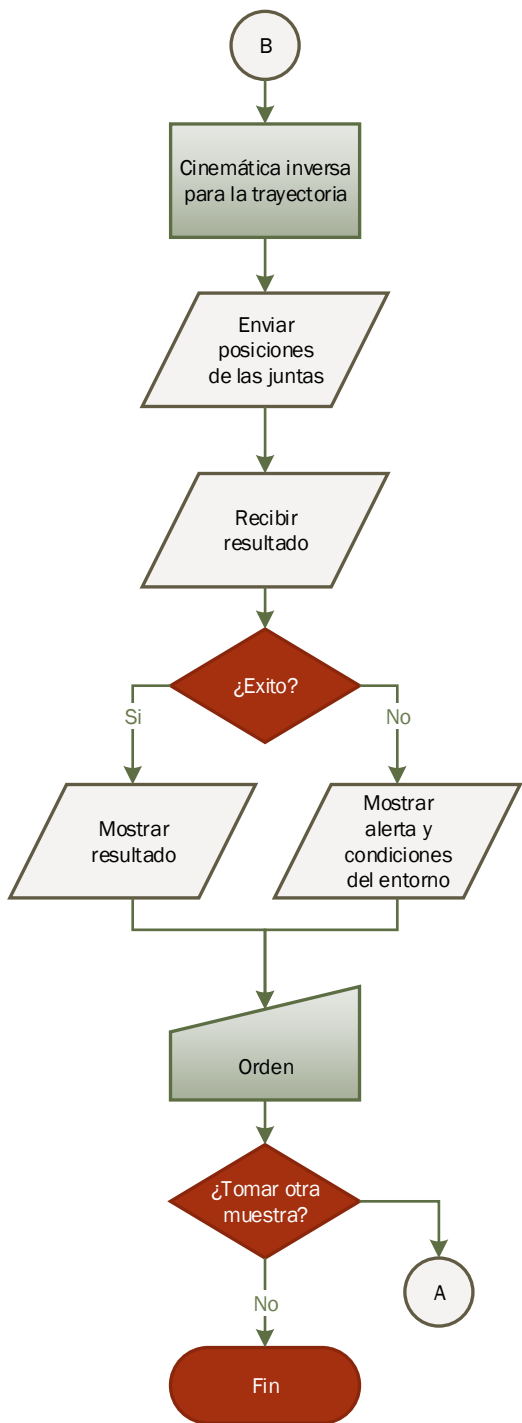 B
Cinemática inversa
para la trayectoria
Enviar
posiciones
de las juntas
Recibir
resultado
¿Exito?
Si
No
Mostrar
resultado
Mostrar
alerta y
condiciones
del entorno
Orden
¿Tomar otra
muestra?
A
No
Fin